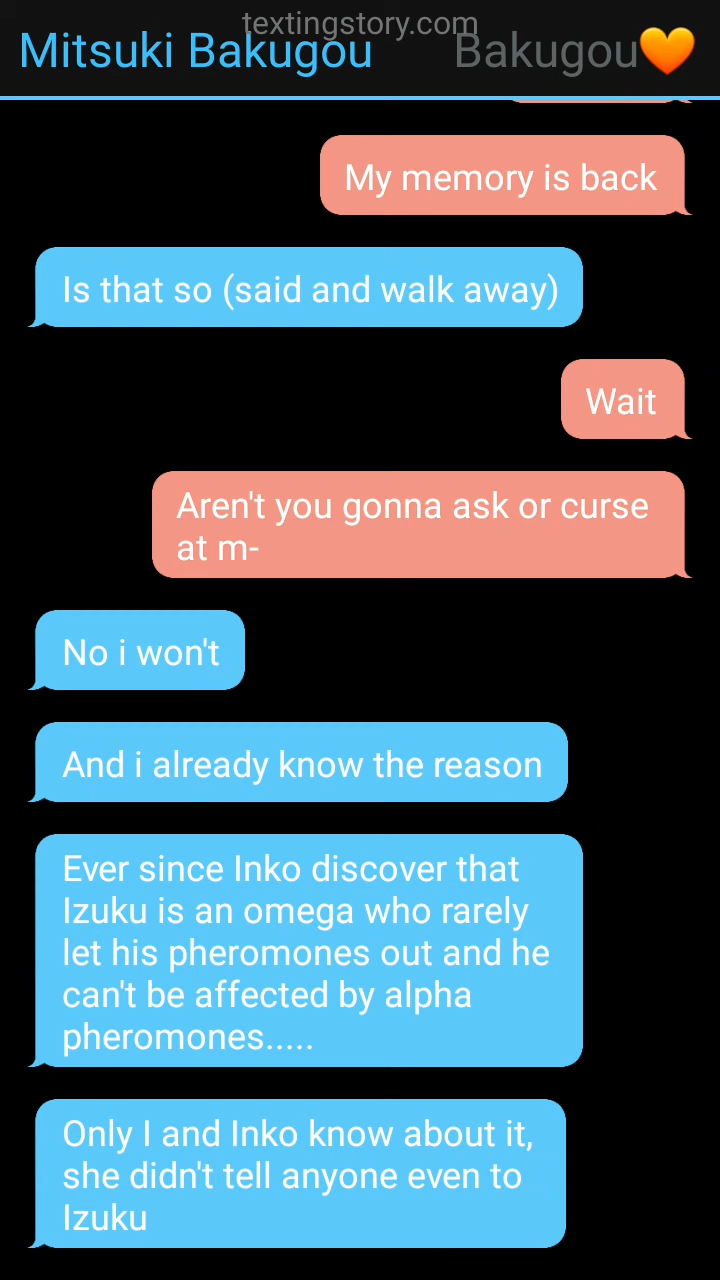 textingstory.com
Mitsuki Bakugou Bakugou🧡
My memory is back
Is that so (said and walk away)
Wait
Aren't you gonna ask or curse
at m-
No i won't
And i already know the reason
Ever since Inko discover that
Izuku is an omega who rarely
let his pheromones out and he
can't be affected by alpha
pheromones.....
Only I and Inko know about it,
she didn't tell anyone even to
Izuku